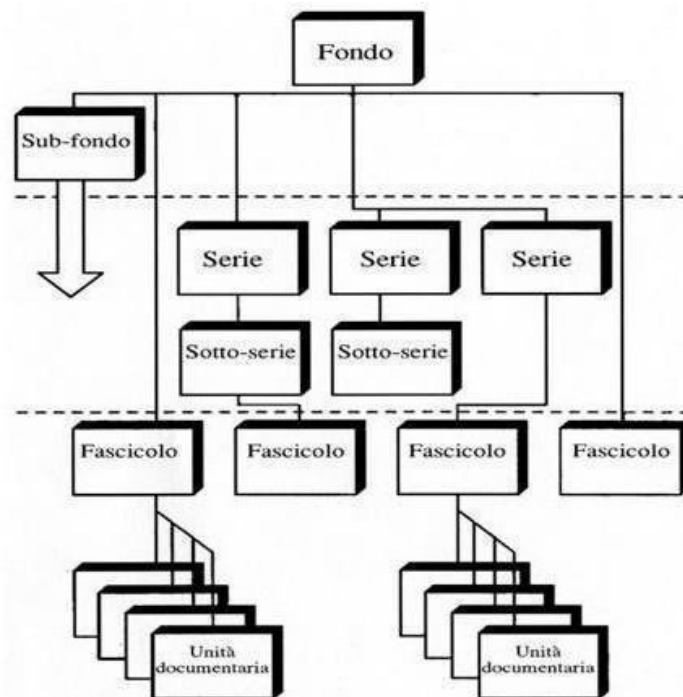 Fondo
Sub-fondo
Serie
Serie
Serie
Sotto-serie
Sotto-serie
Fascicolo
Fascicolo
Fascicolo
Fascicolo
Unità
documentaria
Unità
documentaria